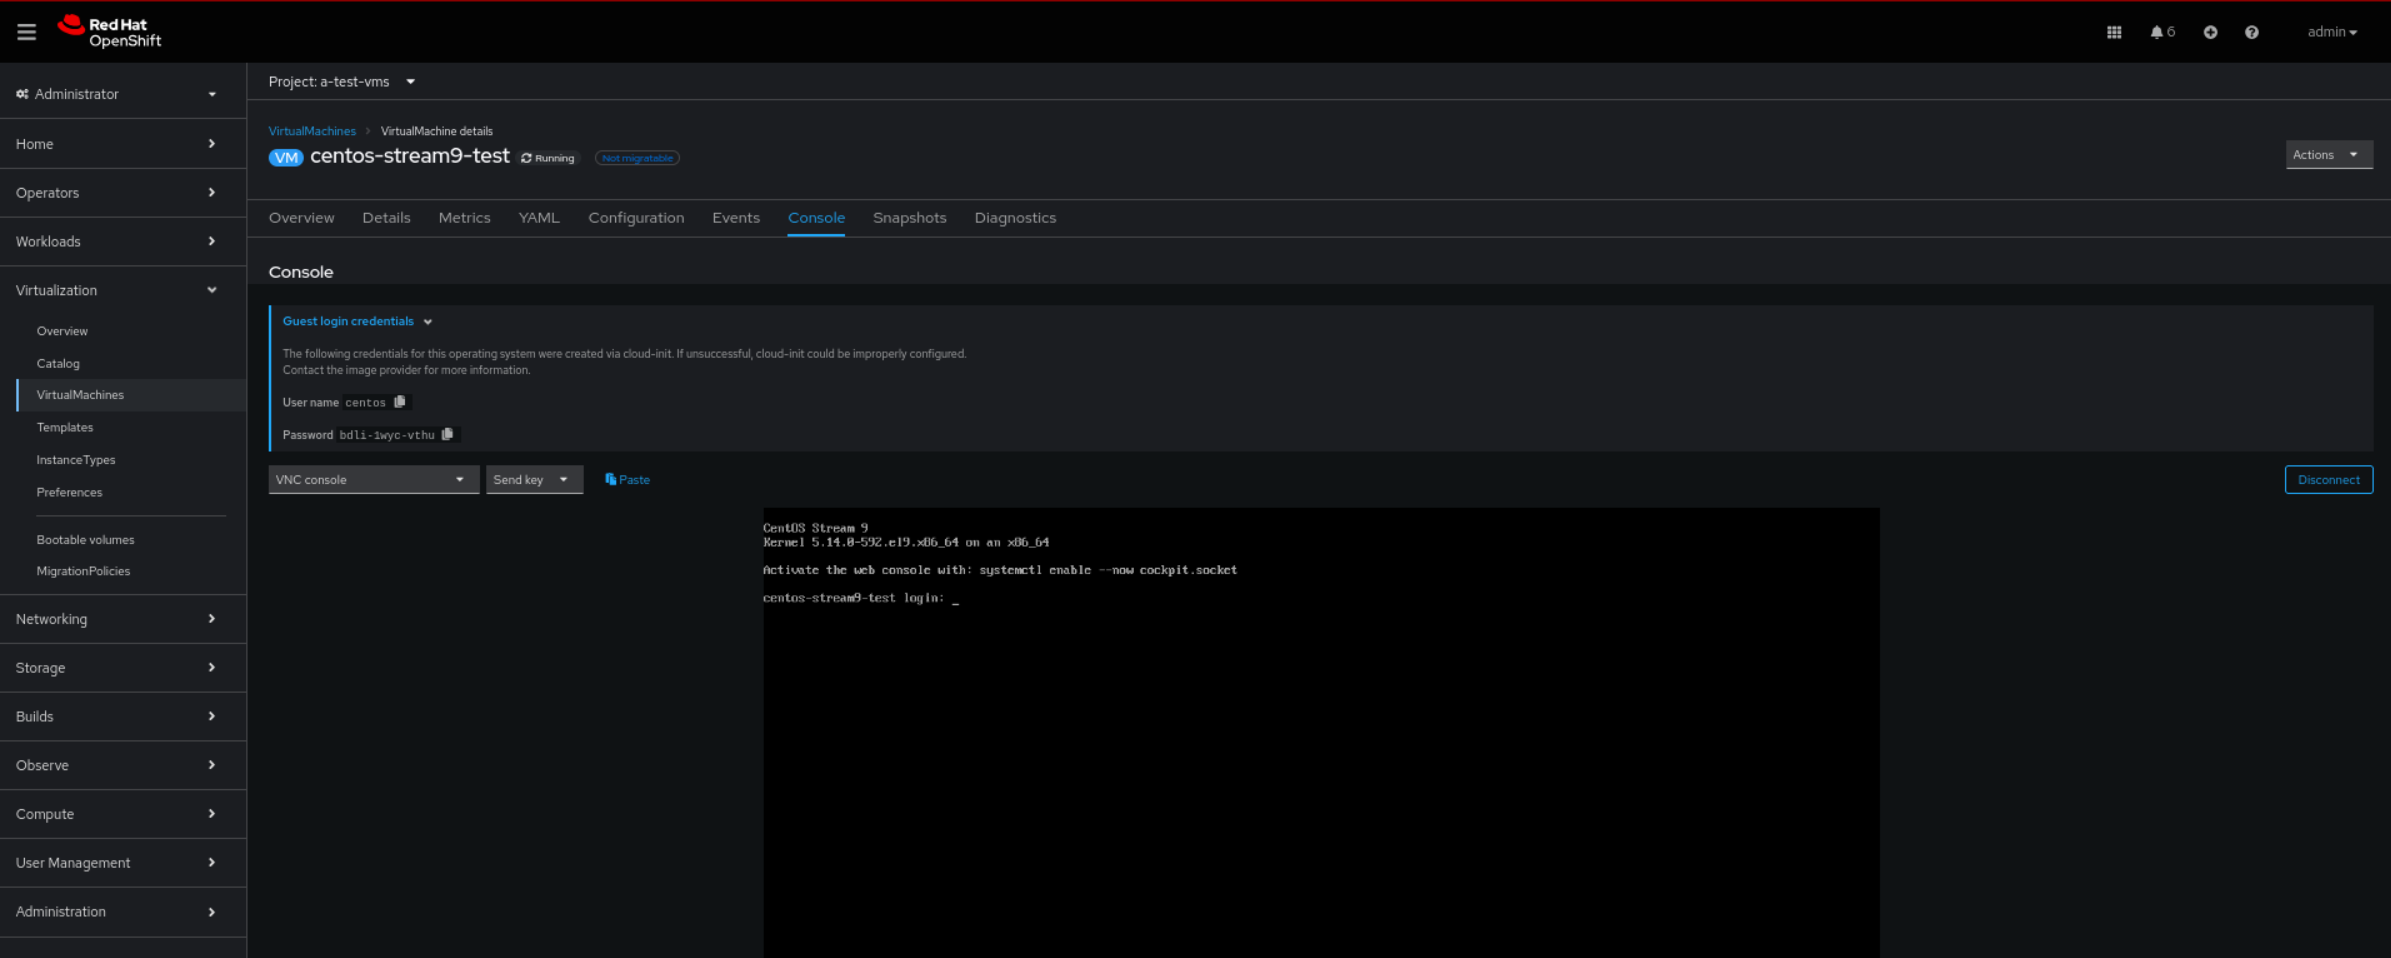 Red Hat
OpenShift
6
admin
Administrator
Home
Operators
Workloads
Virtualization
Overview
Catalog
VirtualMachines
Templates
InstanceTypes
Preferences
Bootable volumes
MigrationPolicies
Networking
Storage
Builds
Observe
Compute
User Management
Administration
Project: a-test-vms
VirtualMachines VirtualMachine details
VM centos-stream9-test Running Not migratable
Actions
Overview Details Metrics YAML Configuration Events Console Snapshots Diagnostics
Console
Guest login credentials
The following credentials for this operating system were created via cloud-init. If unsuccessful, cloud-init could be improperly configured.
Contact the image provider for more information.
User name centos
Password bdli-1wyc-vthu
VNC console Send key Paste Disconnect
CentOS Stream 9
Kernel 5.14.0-592.el9.x86_64 on an x86_64
Activate the web console with: systemctl enable --now cockpit.socket
centos-stream9-test login: _